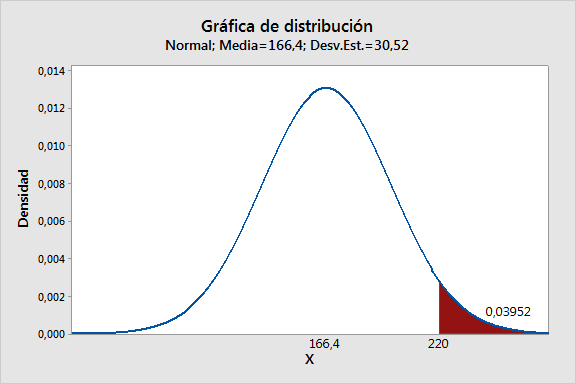 Gráfica de distribución
Normal; Media=166,4; Desv.Est.=30,52
0,014
0,012
0,010
0,008
0,006
0,004
0,002
0,000
Densidad
0,03952
166,4
220
X